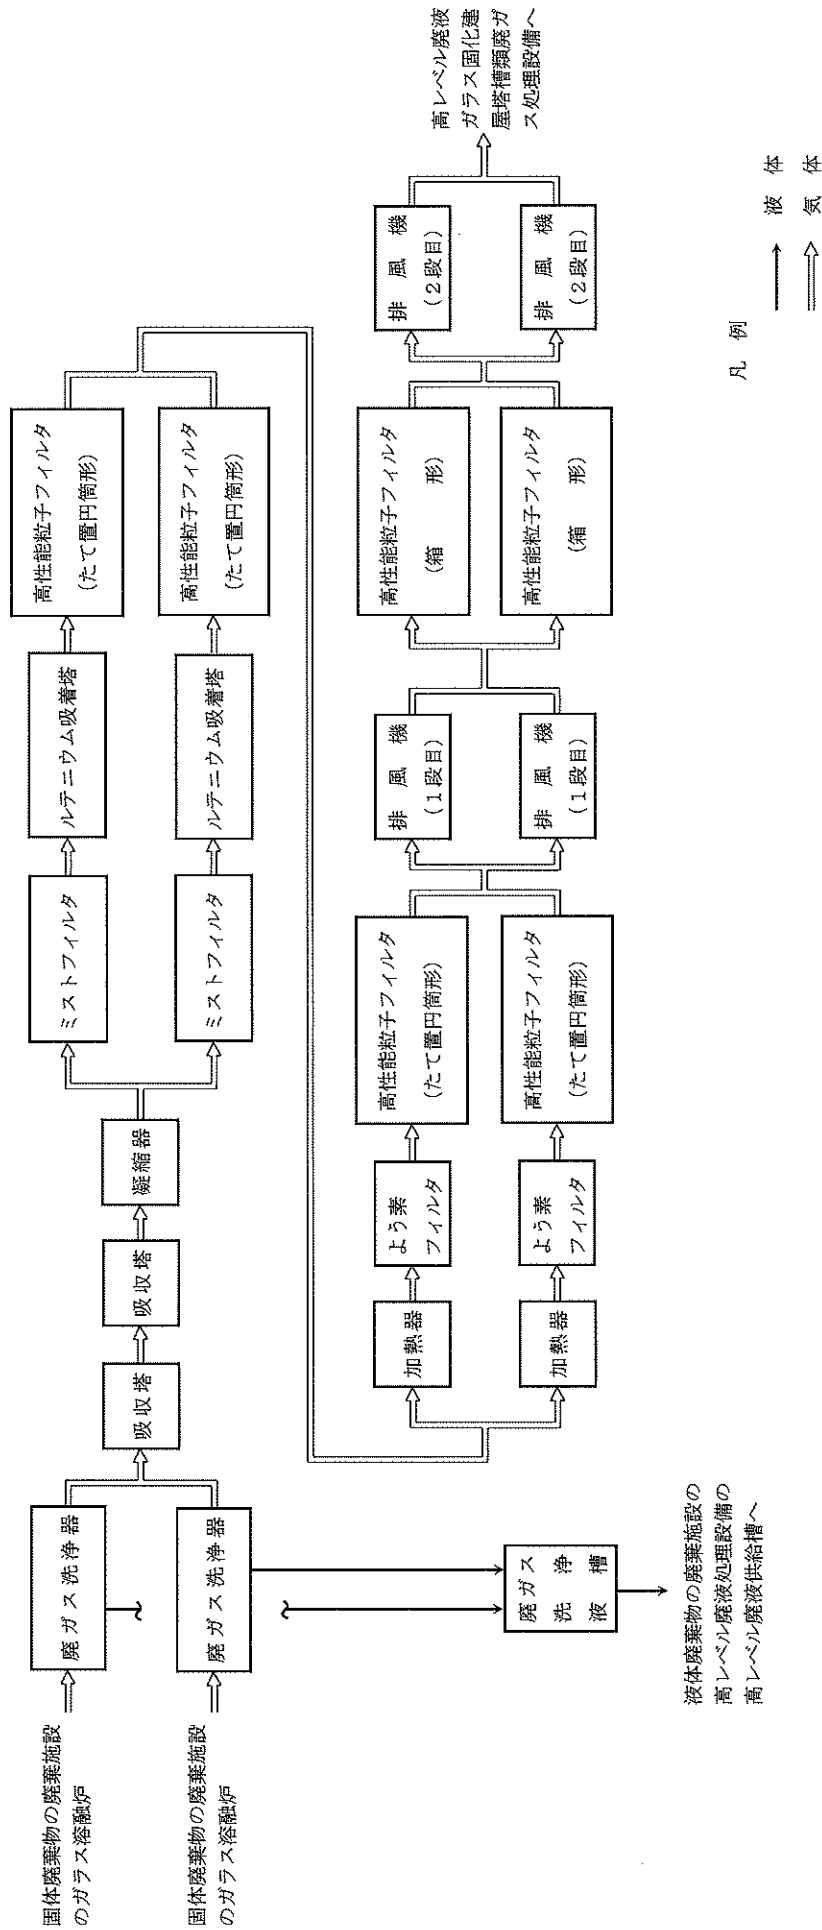 固体廃棄物の廃棄施設
のガラス溶融炉
固体廃棄物の廃棄施設
のガラス溶融炉
廃ガス洗浄器
廃ガス洗浄器
吸収塔
吸収塔
凝縮器
ミストフィルタ
ミストフィルタ
ルテニウム吸着塔
ルテニウム吸着塔
高性能粒子フィルタ
(たて置円筒形)
高性能粒子フィルタ
(たて置円筒形)
廃ガス
洗浄
液槽
液体廃棄物の廃棄施設の
高レベル廃液処理設備の
高レベル廃液供給槽へ
加熱器
加熱器
よう素
フィルタ
よう素
フィルタ
高性能粒子フィルタ
(たて置円筒形)
高性能粒子フィルタ
(たて置円筒形)
排風機
(1段目)
排風機
(1段目)
高性能粒子フィルタ
(箱形)
高性能粒子フィルタ
(箱形)
排風機
(2段目)
排風機
(2段目)
高レベル廃液
ガラス固化建
屋塔槽類廃ガ
ス処理設備へ
凡例
液体
気体